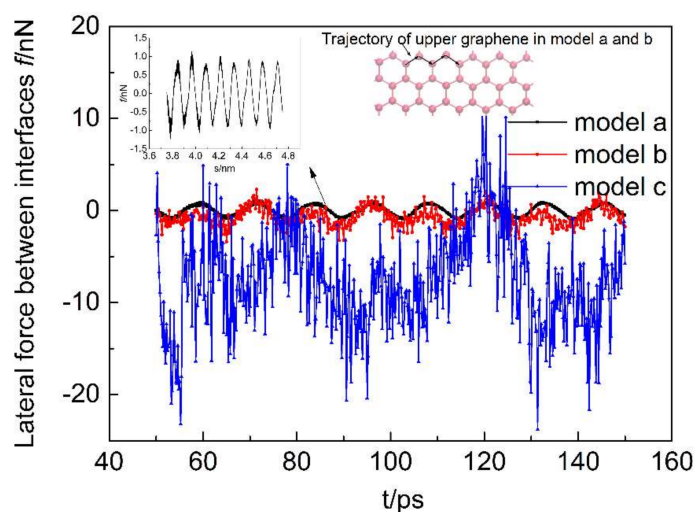 Trajectory of upper graphene in model a and b
1.5
1.0
0.5
0.0
-0.5
-1.0
-1.5
f/nN
3.6 3.8 4.0 4.2 4.4 4.6 4.8
s/nm
model a
model b
model c
20
10
0
-10
-20
Lateral force between interfaces f/nN
40 60 80 100 120 140 160
t/ps